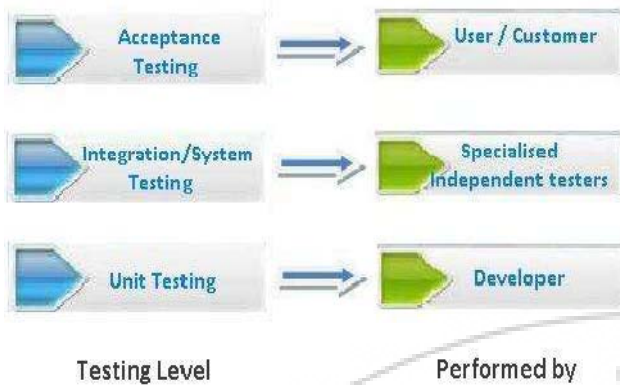 Acceptance
Testing
User / Customer
Integration/System
Testing
Specialised
Independent testers
Unit Testing
Developer
Testing Level
Performed by